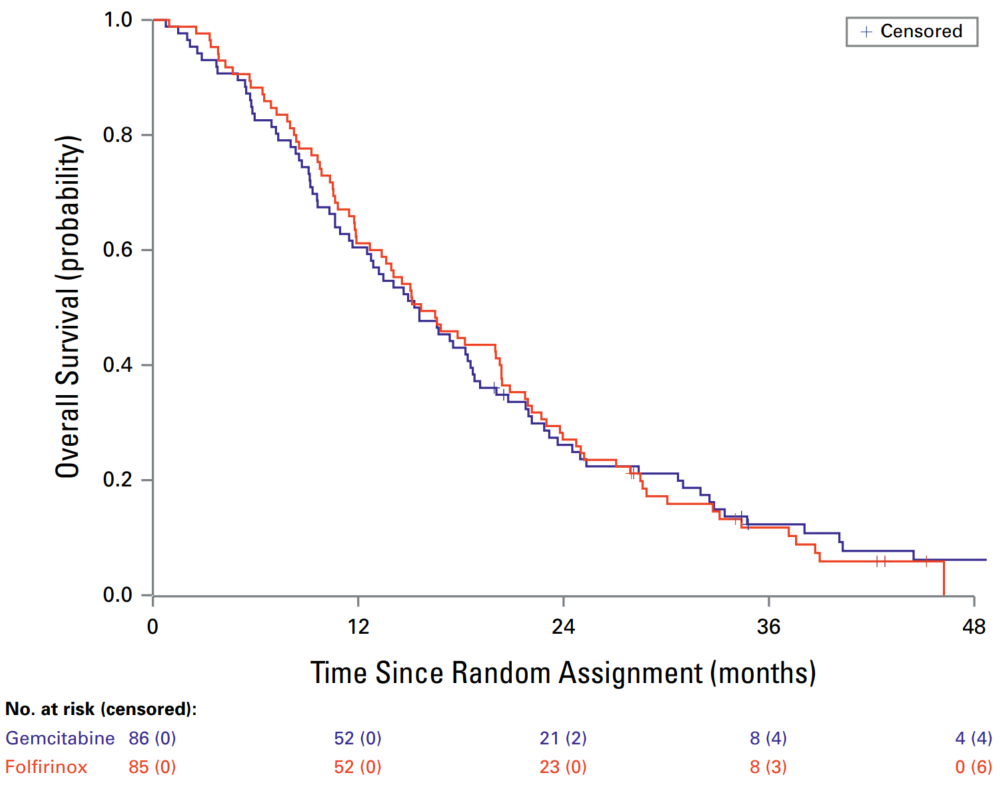 1.0
+ Censored
0.8
0.6
0.4
0.2
0.0
Overall Survival (probability)
0 12 24 36 48
Time Since Random Assignment (months)
No. at risk (censored):
Gemcitabine 86 (0) 52 (0) 21 (2) 8 (4) 4 (4)
Folfirinox 85 (0) 52 (0) 23 (0) 8 (3) 0 (6)